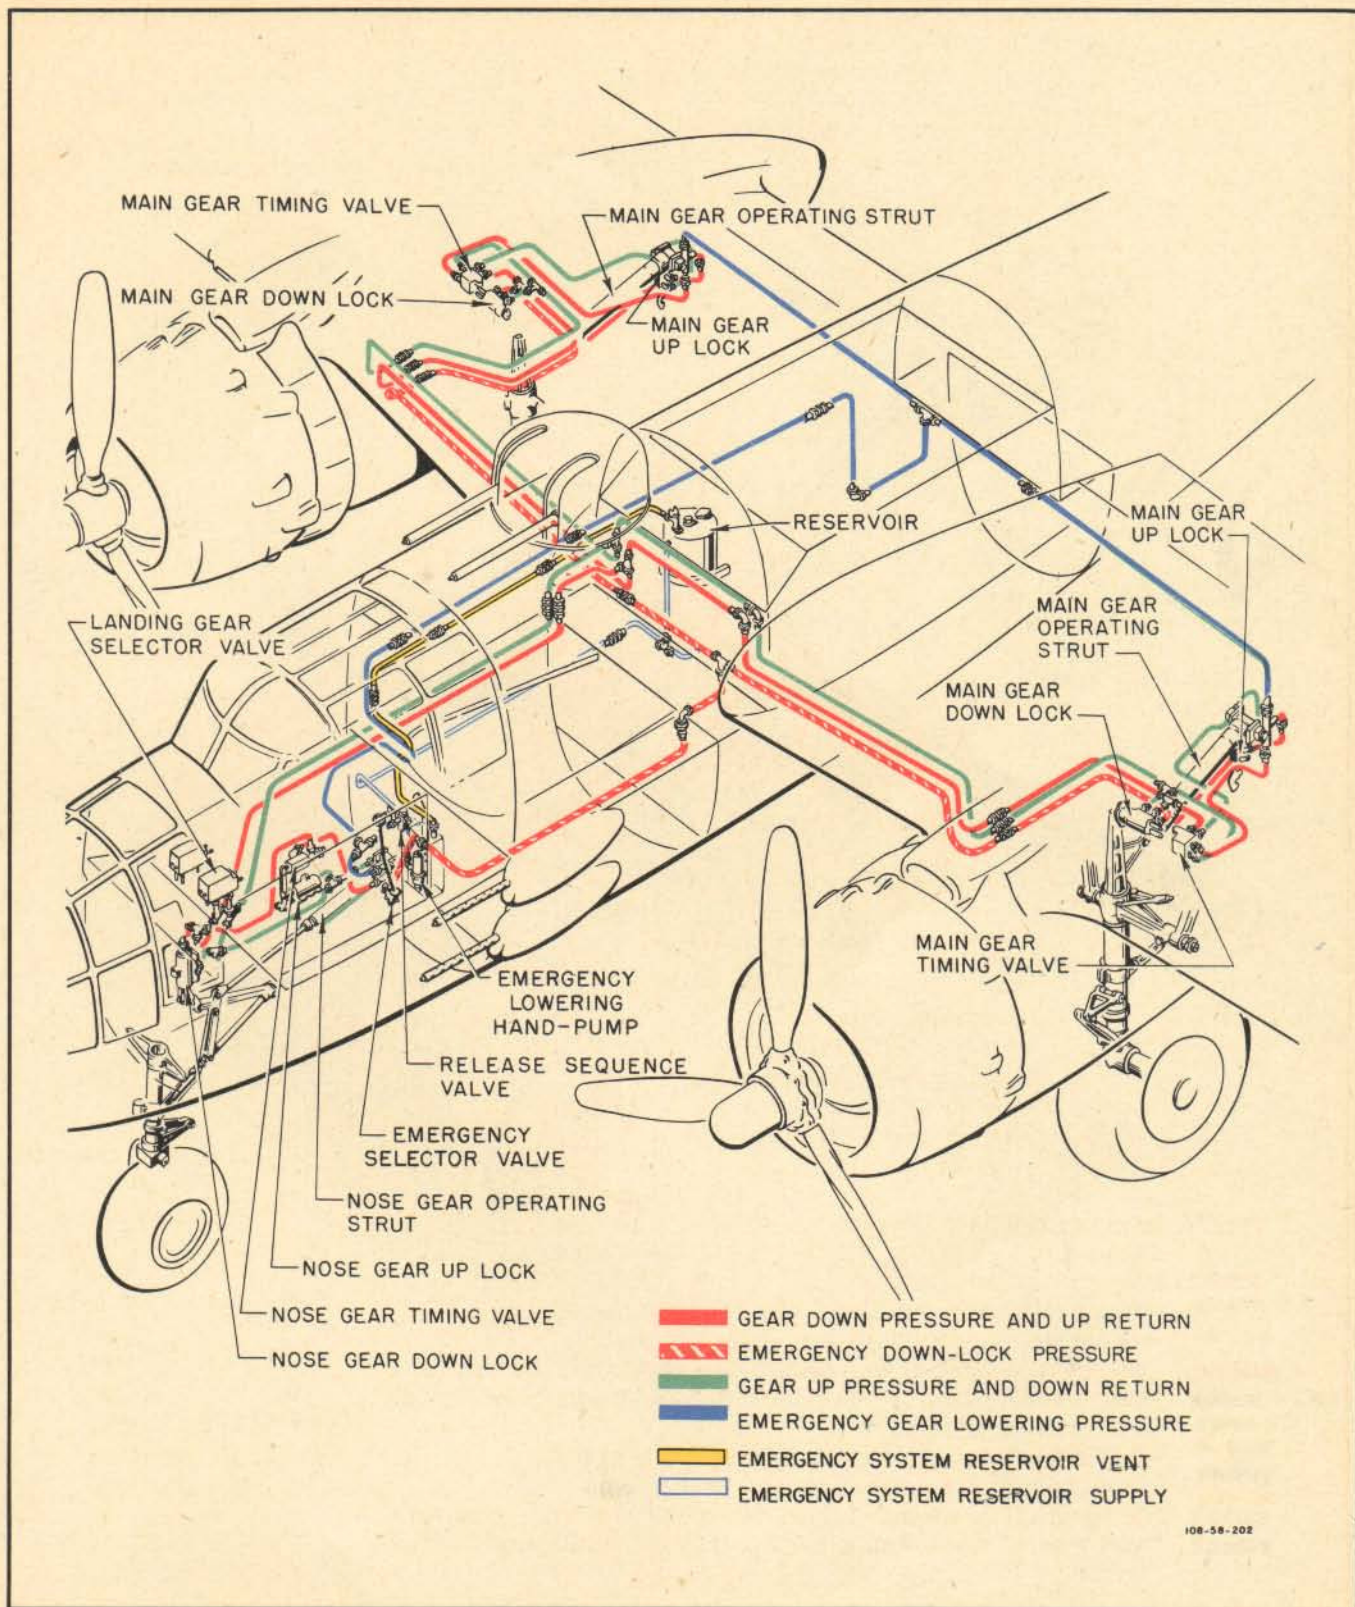 MAIN GEAR TIMING VALVE
MAIN GEAR OPERATING STRUT
MAIN GEAR DOWN LOCK
MAIN GEAR
UP LOCK
RESERVOIR
MAIN GEAR
UP LOCK
MAIN GEAR
OPERATING
STRUT
LANDING GEAR
SELECTOR VALVE
MAIN GEAR
DOWN LOCK
MAIN GEAR
TIMING VALVE
EMERGENCY
LOWERING
HAND-PUMP
RELEASE SEQUENCE
VALVE
EMERGENCY
SELECTOR VALVE
NOSE GEAR OPERATING
STRUT
NOSE GEAR UP LOCK
NOSE GEAR TIMING VALVE
NOSE GEAR DOWN LOCK
GEAR DOWN PRESSURE AND UP RETURN
EMERGENCY DOWN-LOCK PRESSURE
GEAR UP PRESSURE AND DOWN RETURN
EMERGENCY GEAR LOWERING PRESSURE
EMERGENCY SYSTEM RESERVOIR VENT
EMERGENCY SYSTEM RESERVOIR SUPPLY
108-58-202